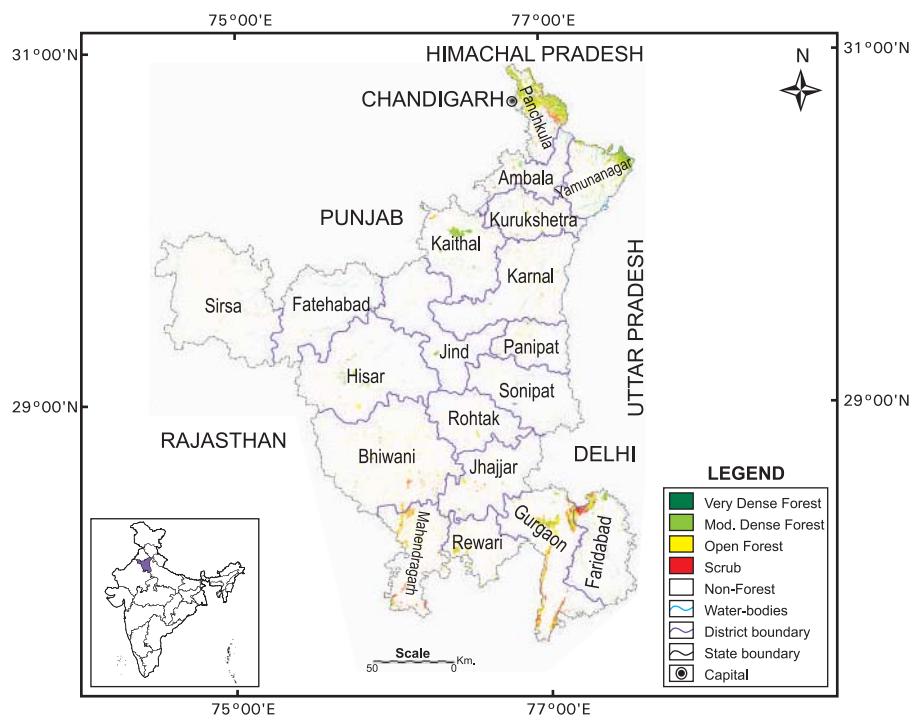 75°00'E
77°00'E
31°00'N
31°00'N
HIMACHAL PRADESH
N
CHANDIGARH
Panchkula
Ambala
Yamunanagar
PUNJAB
Kurukshetra
Kaithal
Karnal
Sirsa
Fatehabad
UTTAR PRADESH
Jind
Panipat
Hisar
Sonipat
29°00'N
29°00'N
Rohtak
RAJASTHAN
Bhiwani
DELHI
Jhajjar
Mahendragarh
Rewari
Gurgaon
Faridabad
LEGEND
Very Dense Forest
Mod. Dense Forest
Open Forest
Scrub
Non-Forest
Water-bodies
District boundary
State boundary
Capital
Scale
50 0 Km.
75°00'E
77°00'E